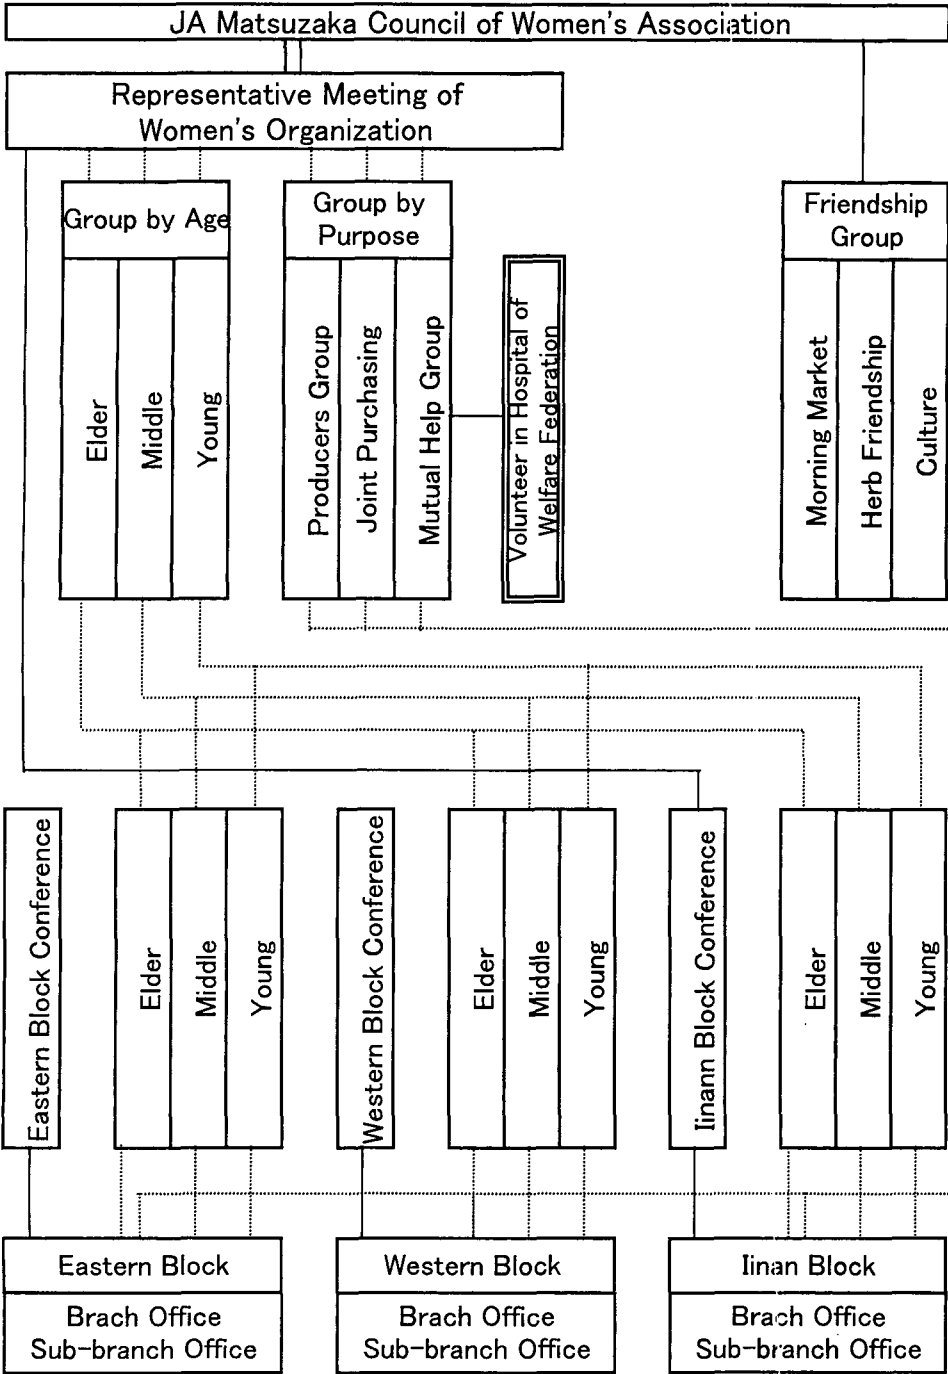 JA Matsuzaka Council of Women's Association
Representative Meeting of
Women's Organization
Group by Age
Elder
Middle
Young
Group by
Purpose
Producers Group
Joint Purchasing
Mutual Help Group
Volunteer in Hospital of
Welfare Federation
Friendship
Group
Morning Market
Herb Friendship
Culture
Eastern Block Conference
Elder
Middle
Young
Western Block Conference
Elder
Middle
Young
Iinann Block Conference
Elder
Middle
Young
Eastern Block
Brach Office
Sub-branch Office
Western Block
Brach Office
Sub-branch Office
Iinan Block
Brach Office
Sub-branch Office